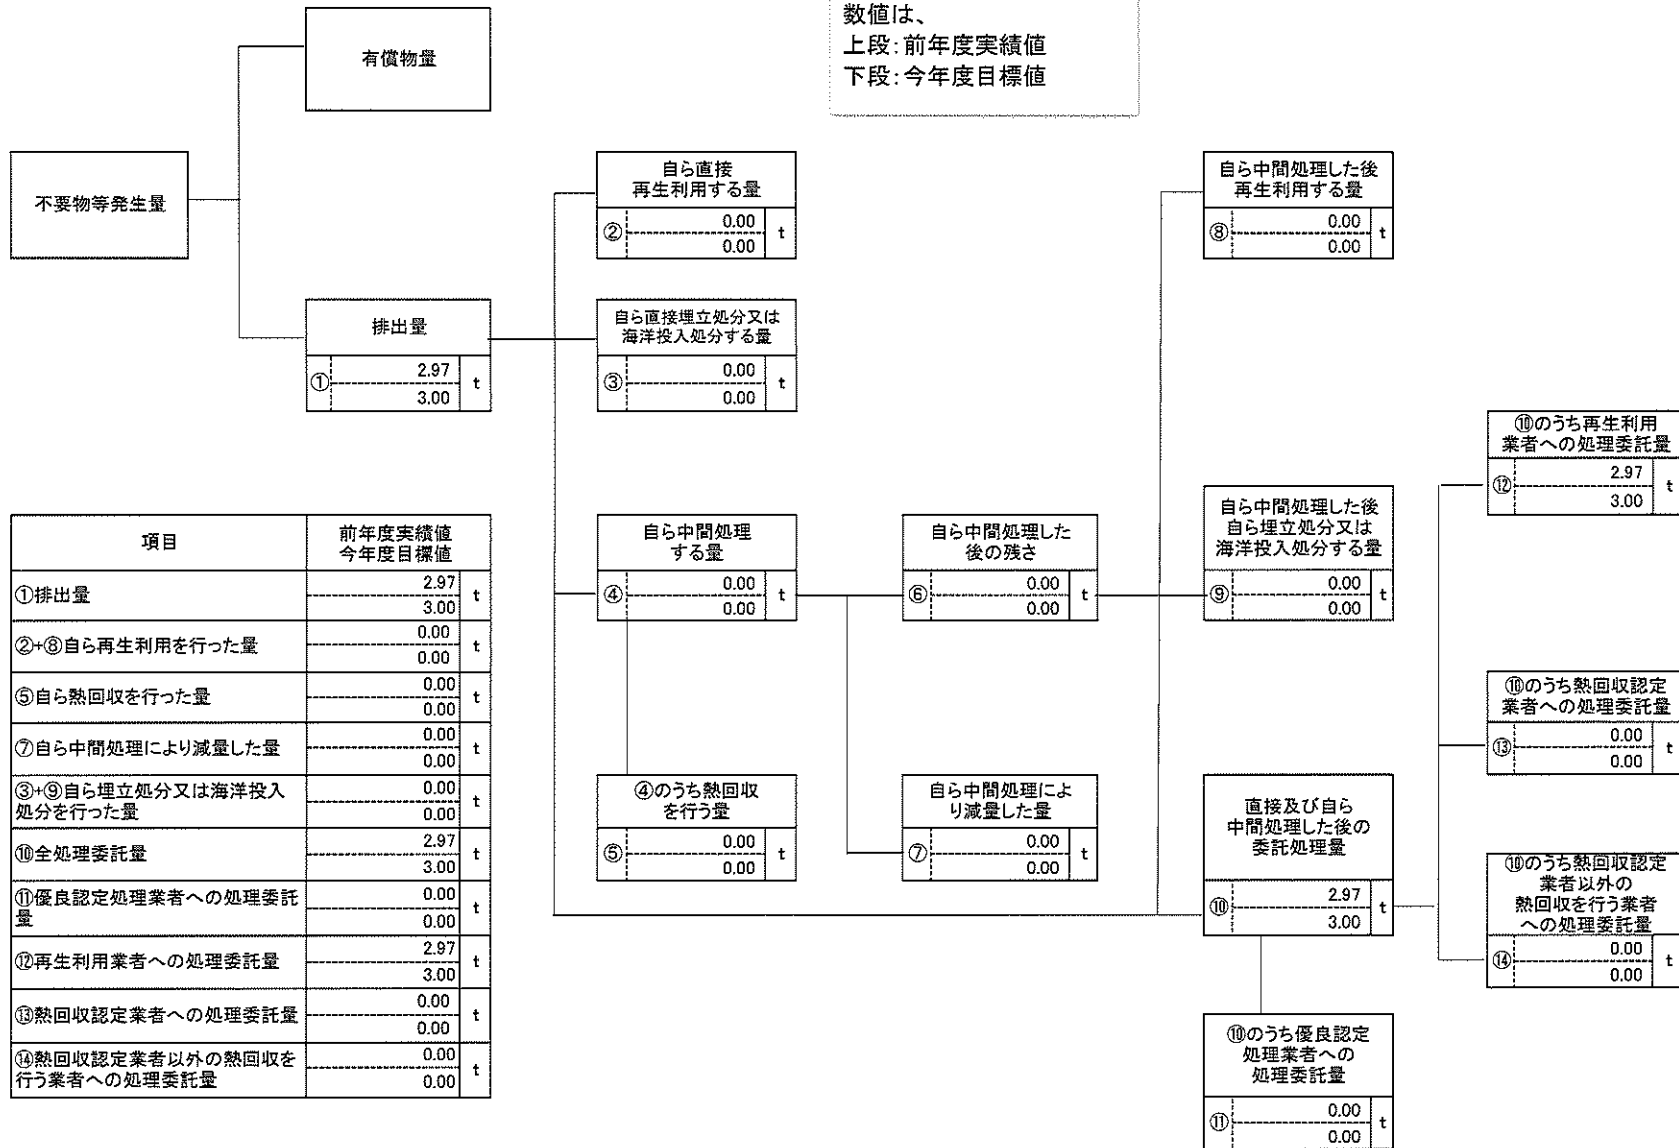 数値は、
上段：前年度実績値
下段：今年度目標値
有償物量
不要物等発生量
排出量
① 2.97 t
3.00
自ら直接
再生利用する量
② 0.00 t
0.00
自ら直接埋立処分又は
海洋投入処分する量
③ 0.00 t
0.00
自ら中間処理した後
再生利用する量
⑧ 0.00 t
0.00
⑩のうち再生利用
業者への処理委託量
⑫ 2.97 t
3.00
自ら中間処理
する量
④ 0.00 t
0.00
自ら中間処理した
後の残さ
⑥ 0.00 t
0.00
自ら中間処理した後
自ら埋立処分又は
海洋投入処分する量
⑨ 0.00 t
0.00
⑩のうち熱回収認定
業者への処理委託量
⑬ 0.00 t
0.00
④のうち熱回収
を行う量
⑤ 0.00 t
0.00
自ら中間処理によ
り減量した量
⑦ 0.00 t
0.00
直接及び自ら
中間処理した後の
委託処理量
⑩ 2.97 t
3.00
⑩のうち熱回収認定
業者以外の
熱回収を行う業者
への処理委託量
⑭ 0.00 t
0.00
⑩のうち優良認定
処理業者への
処理委託量
⑪ 0.00 t
0.00
項目 前年度実績値
今年度目標値
①排出量 2.97 t
3.00
②+⑧自ら再生利用を行った量 0.00 t
0.00
⑤自ら熱回収を行った量 0.00 t
0.00
⑦自ら中間処理により減量した量 0.00 t
0.00
③+⑨自ら埋立処分又は海洋投入 0.00 t
処分を行った量 0.00
⑩全処理委託量 2.97 t
3.00
⑪優良認定処理業者への処理委託 0.00 t
量 0.00
⑫再生利用業者への処理委託量 2.97 t
3.00
⑬熱回収認定業者への処理委託量 0.00 t
0.00
⑭熱回収認定業者以外の熱回収を 0.00 t
行う業者への処理委託量 0.00